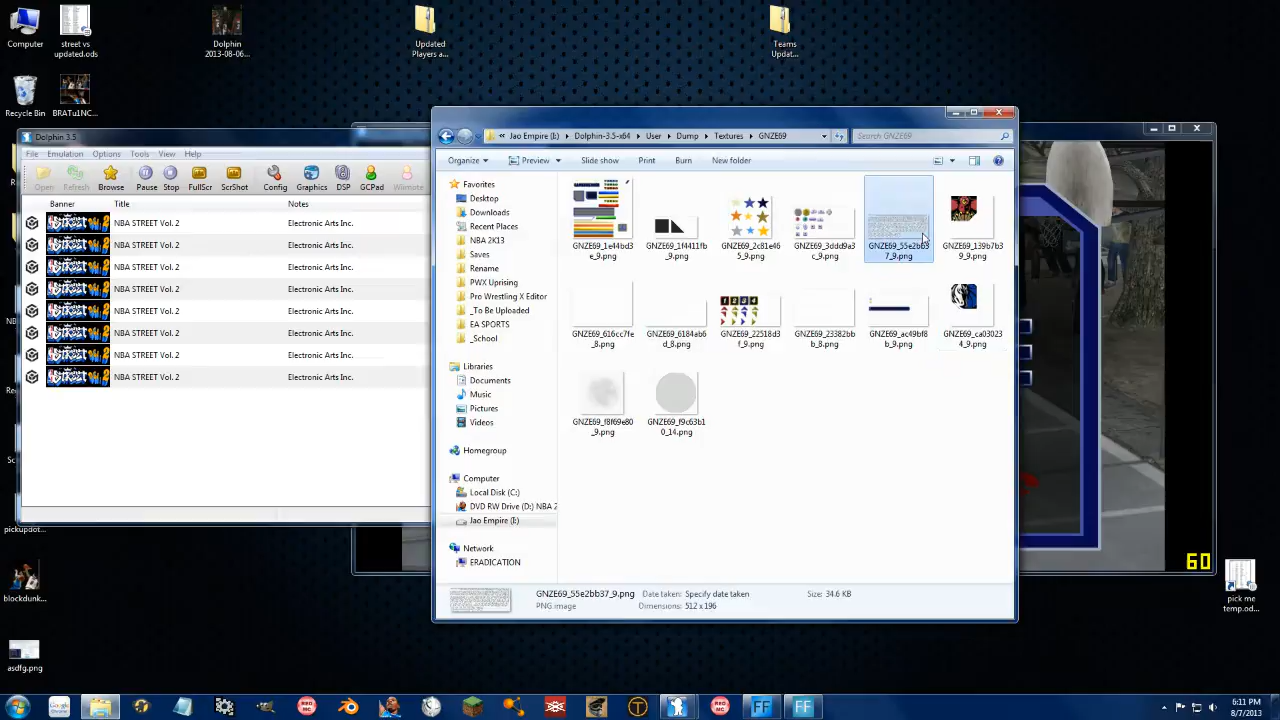 Computer
street vs
updated.ods
Dolphin
2013-08-06...
Updated
Players a...
Teams
Updat...
Recycle Bin
BRATu1NC...
Dolphin 3.5
File Emulation Options Tools View Help
Open Refresh Browse Pause Stop FullScr ScrShot Config Graphics DSP GCPad Wiimote
Banner Title Notes
NBA STREET Vol. 2 Electronic Arts Inc.
NBA STREET Vol. 2 Electronic Arts Inc.
NBA STREET Vol. 2 Electronic Arts Inc.
NBA STREET Vol. 2 Electronic Arts Inc.
NBA STREET Vol. 2 Electronic Arts Inc.
NBA STREET Vol. 2 Electronic Arts Inc.
NBA STREET Vol. 2 Electronic Arts Inc.
NBA STREET Vol. 2 Electronic Arts Inc.
« Jao Empire (I:) Dolphin-3.5-x64 User Dump Textures GNZE69
Search GNZE69
Organize Preview Slide show Print Burn New folder
Favorites
Desktop
Downloads
Recent Places
NBA 2K13
Saves
Rename
PWX Uprising
Pro Wrestling X Editor
_To Be Uploaded
EA SPORTS
_School
Libraries
Documents
Music
Pictures
Videos
Homegroup
Computer
Local Disk (C:)
DVD RW Drive (D:) NBA 2
Jao Empire (I:)
Network
ERADICATION
GNZE69_1e44bd3
e_9.png
GNZE69_1f4411fb
_9.png
GNZE69_2c81e46
5_9.png
GNZE69_3ddd9a3
c_9.png
GNZE69_55e2bb3
7_9.png
GNZE69_139b7b3
9_9.png
GNZE69_616cc7fe
_8.png
GNZE69_6184ab6
d_8.png
GNZE69_22518d3
f_9.png
GNZE69_23382bb
b_8.png
GNZE69_ac49bf8
b_9.png
GNZE69_ca03023
4_9.png
GNZE69_f8f69e80
_9.png
GNZE69_f9c63b1
0_14.png
GNZE69_55e2bb37_9.png Date taken: Specify date taken Size: 34.6 KB
PNG image Dimensions: 512 x 196
pickupdot...
blockdunk...
asdfg.png
60
pick me
temp.od...
6:11 PM
8/7/2013